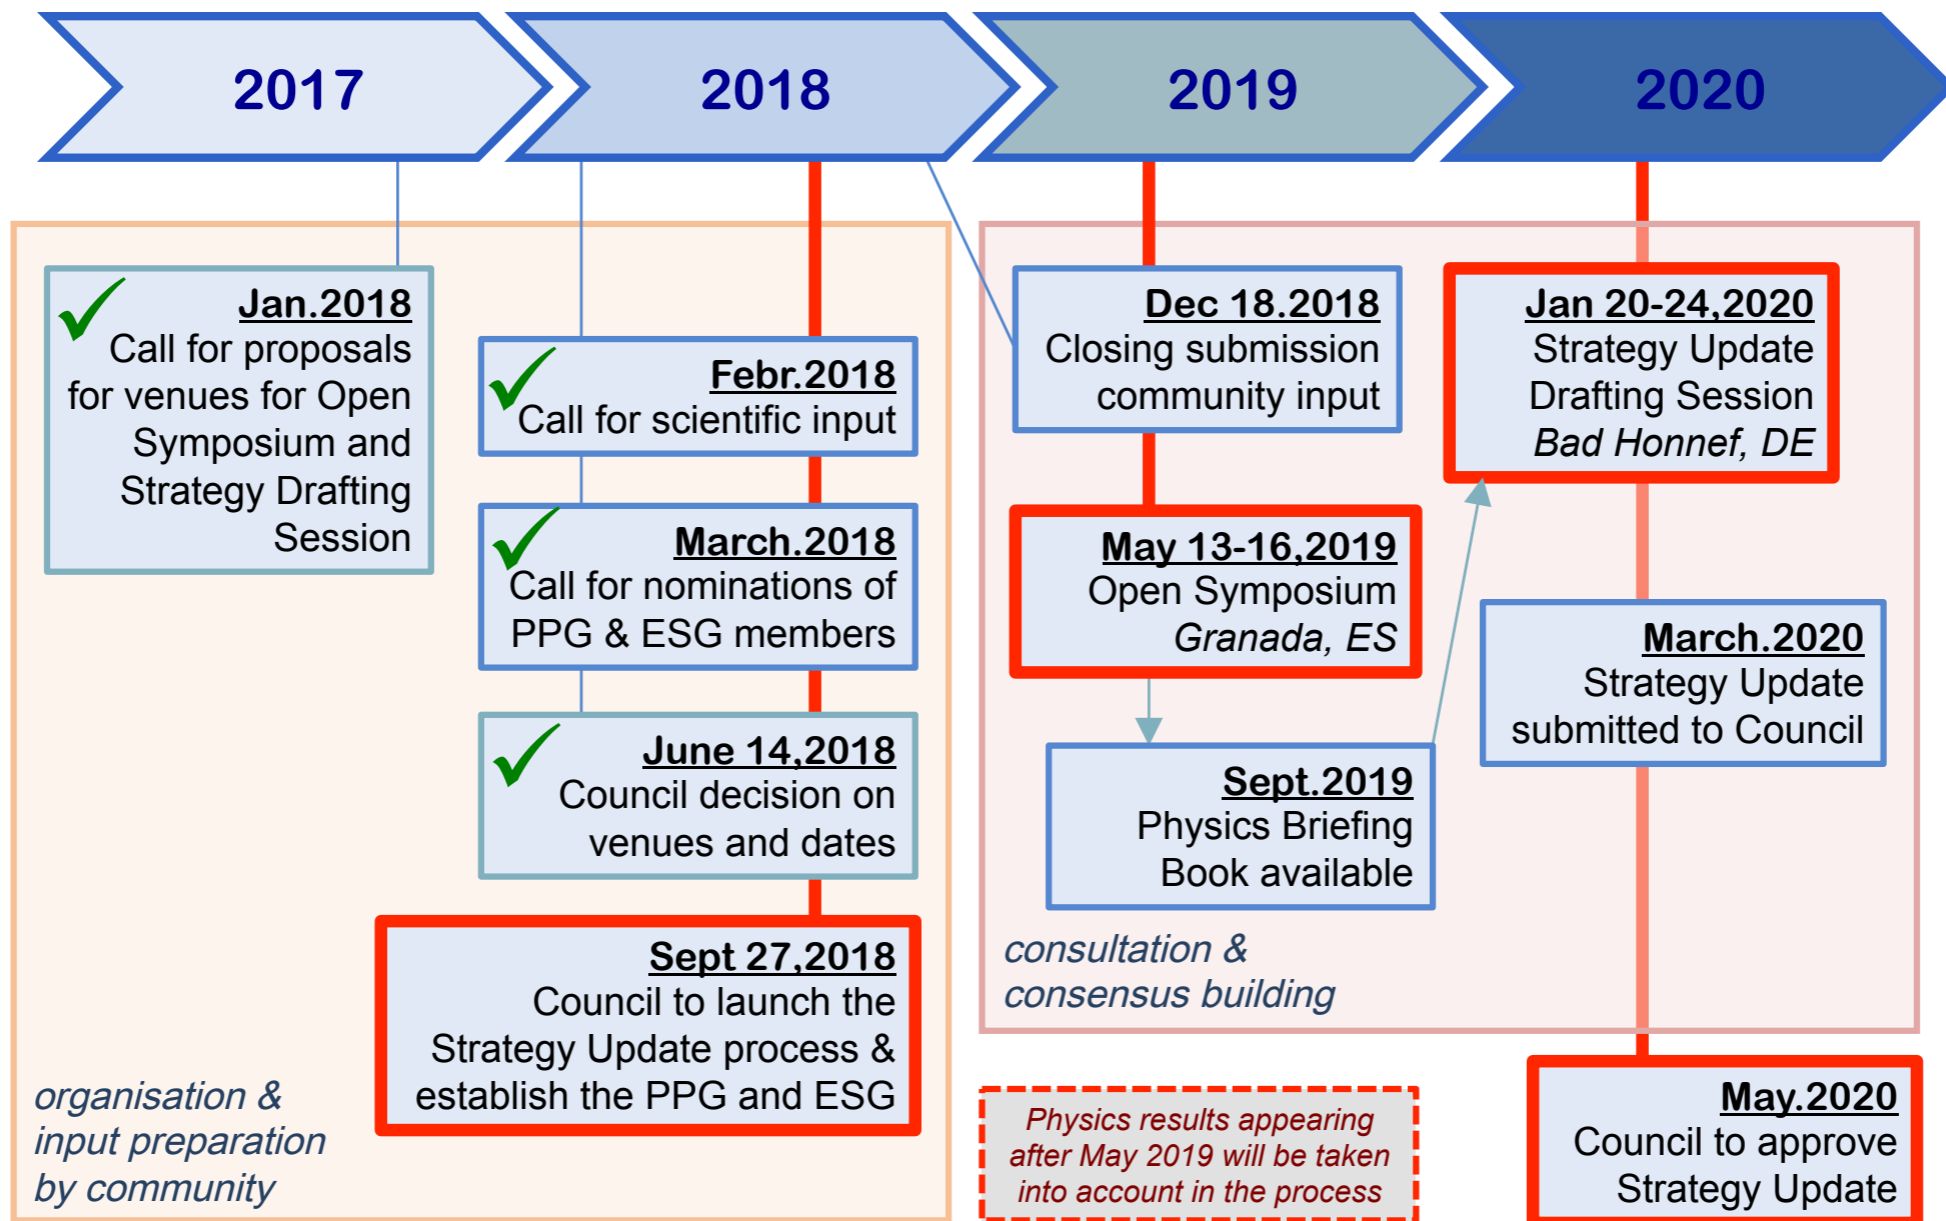 2017
2018
2019
2020
Jan.2018
Call for proposals
for venues for Open
Symposium and
Strategy Drafting
Session
Febr.2018
Call for scientific input
March.2018
Call for nominations of
PPG & ESG members
June 14,2018
Council decision on
venues and dates
Sept 27,2018
Council to launch the
Strategy Update process &
establish the PPG and ESG
organisation &
input preparation
by community
Dec 18.2018
Closing submission
community input
May 13-16,2019
Open Symposium
Granada, ES
Sept.2019
Physics Briefing
Book available
consultation &
consensus building
Jan 20-24,2020
Strategy Update
Drafting Session
Bad Honnef, DE
March.2020
Strategy Update
submitted to Council
Physics results appearing
after May 2019 will be taken
into account in the process
May.2020
Council to approve
Strategy Update